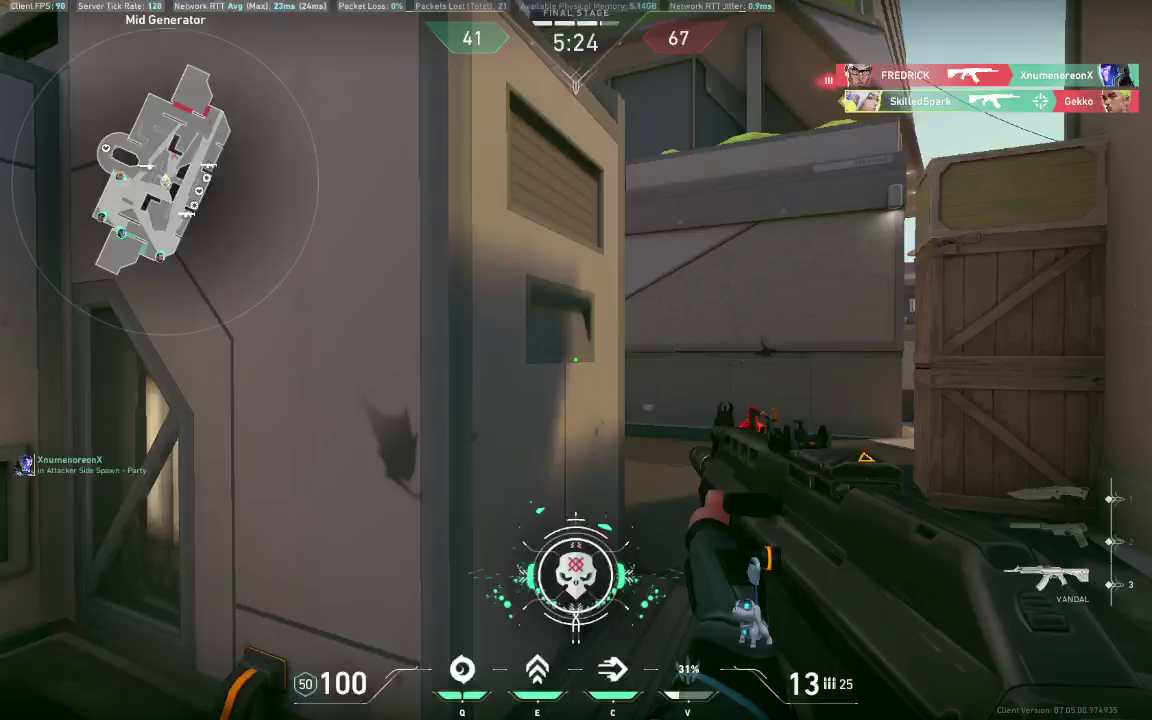 Client FPS: 90 Server Tick Rate: 128 Network RTT Avg (Max): 23ms (24ms) Packet Loss: 0% Packets Lost (Total): 21 Available Physical Memory: 5.14GB Network RTT Jitter: 0.9ms
Mid Generator
FINAL STAGE
41 5:24 67
FREDRICK XnumenoreonX
SkilledSpark Gekko
XnumenoreonX
in Attacker Side Spawn - Party
1
2
3
VANDAL
50 100
31%
13 25
Q E C V
Client Version: 07.05.00.974935